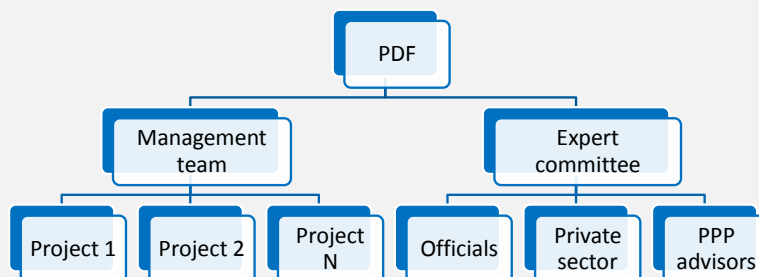 PDF
Management
team
Expert
committee
Project 1
Project 2
Project
N
Officials
Private
sector
PPP
advisors